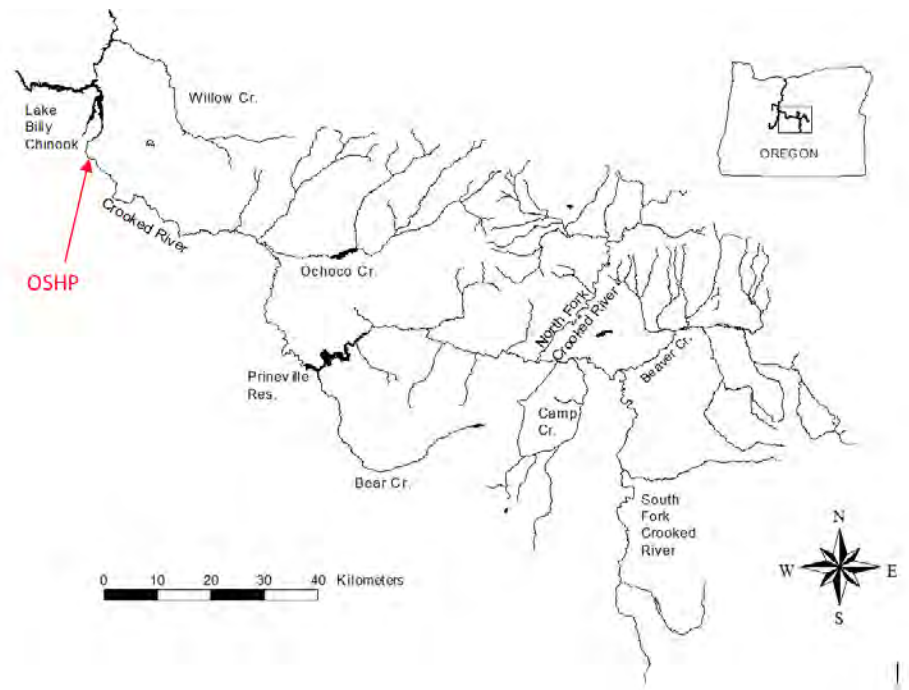 Willow Cr.
Lake
Billy
Chinook
OREGON
Crooked River
OSHP
Ochoco Cr.
North Fork
Crooked River
Beaver Cr.
Prineville
Res.
Camp
Cr.
Bear Cr.
South
Fork
Crooked
River
N
W E
S
0 10 20 30 40 Kilometers